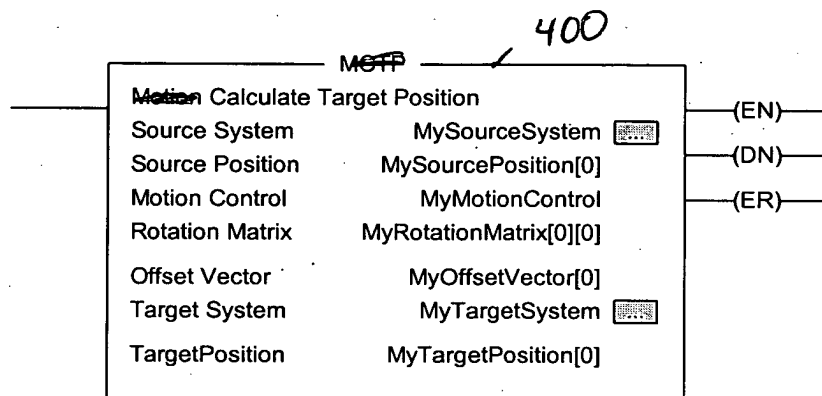 400
MCTP
Motion Calculate Target Position
Source System MySourceSystem ....
(EN)
Source Position MySourcePosition[0]
(DN)
Motion Control MyMotionControl
(ER)
Rotation Matrix MyRotationMatrix[0][0]
Offset Vector MyOffsetVector[0]
Target System MyTargetSystem ....
TargetPosition MyTargetPosition[0]